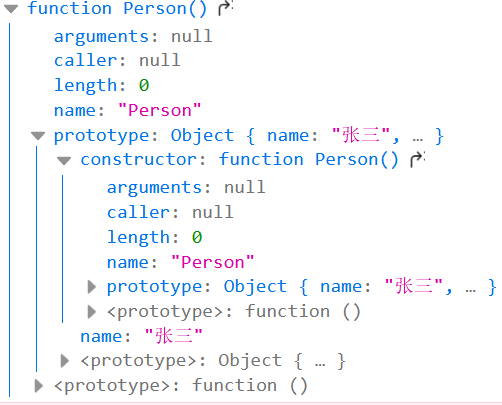 function Person()
arguments: null
caller: null
length: 0
name: "Person"
prototype: Object { name: "张三", … }
constructor: function Person()
arguments: null
caller: null
length: 0
name: "Person"
prototype: Object { name: "张三", … }
<prototype>: function ()
name: "张三"
<prototype>: Object { … }
<prototype>: function ()